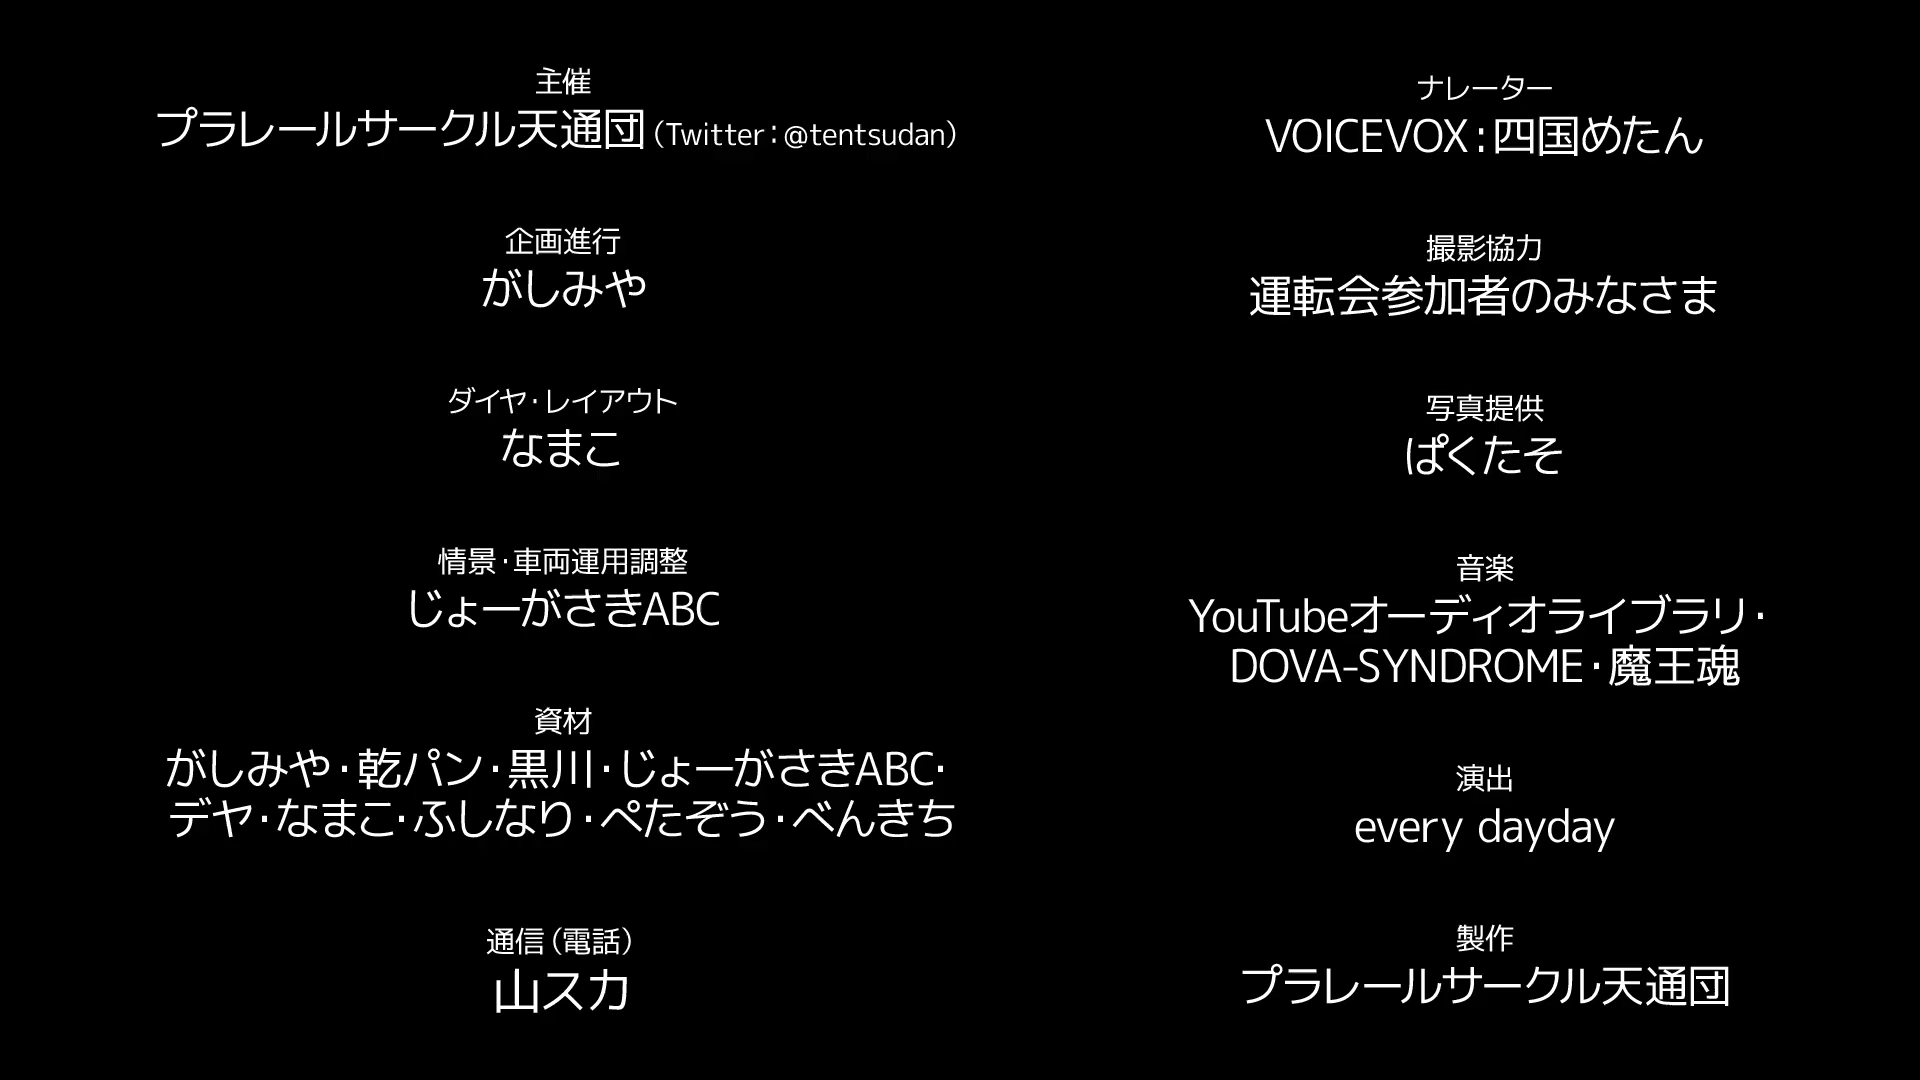 主催
プラレールサークル天通団（Twitter：@tentsudan）
企画進行
がしみや
ダイヤ・レイアウト
なまこ
情景・車両運用調整
じょーがさきABC
資材
がしみや・乾パン・黒川・じょーがさきABC・
デヤ・なまこ・ふしなり・ぺたぞう・べんきち
通信（電話）
山スカ
ナレーター
VOICEVOX：四国めたん
撮影協力
運転会参加者のみなさま
写真提供
ぱくたそ
音楽
YouTubeオーディオライブラリ・
DOVA-SYNDROME・魔王魂
演出
every dayday
製作
プラレールサークル天通団